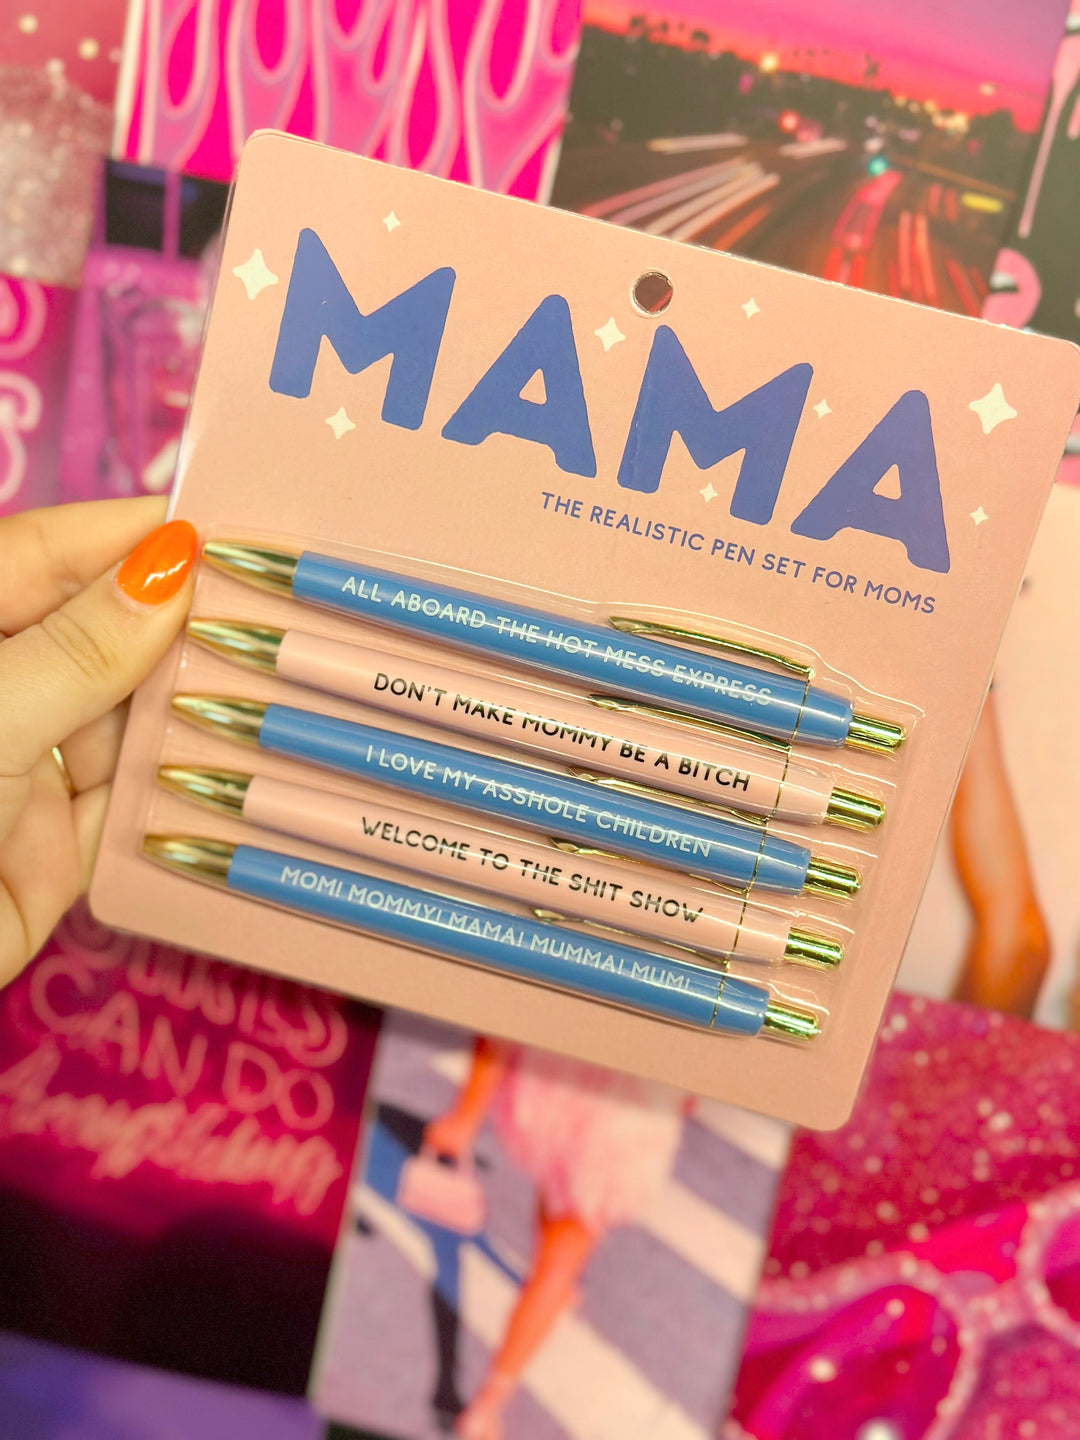 MAMA
THE REALISTIC PEN SET FOR MOMS
ALL ABOARD THE HOT MESS EXPRESS
DON'T MAKE MOMMY BE A BITCH
I LOVE MY ASSHOLE CHILDREN
WELCOME TO THE SHIT SHOW
MOM! MOMMY! MAMA! MUMMA! MUM!
CAN DO